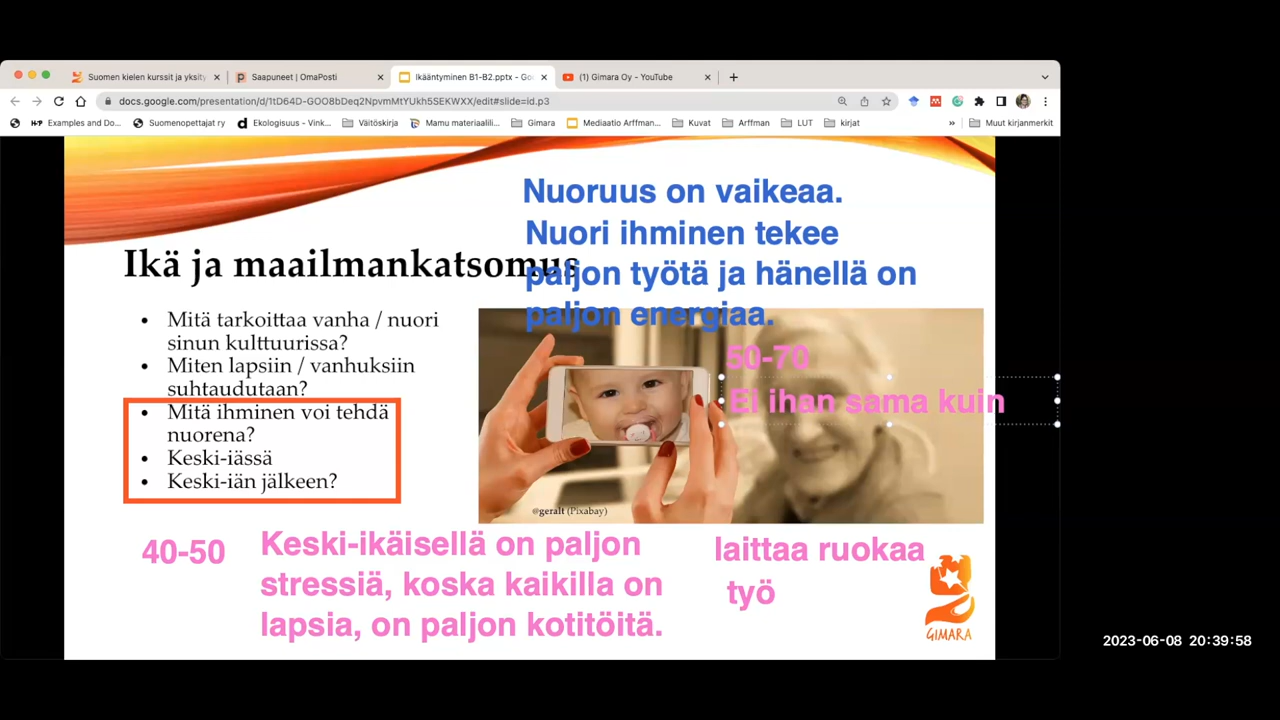 Suomen kielen kurssit ja yksity
Saapuneet | OmaPosti
Ikääntyminen B1-B2.pptx - Goo
(1) Gimara Oy - YouTube
docs.google.com/presentation/d/1tD64D-GOO8bDeq2NpvmMtYUkh5SEKWXX/edit#slide=id.p3
Examples and Do...
Suomenopettajat ry
Ekologisuus - Vink...
Väitöskirja
Mamu materiaalili...
Gimara
Mediaatio Arffman...
Kuvat
Arffman
LUT
kirjat
»
Muut kirjanmerkit
Nuoruus on vaikeaa.
Nuori ihminen tekee
paljon työtä ja hänellä on
paljon energiaa.
Ikä ja maailmankatsomus
• Mitä tarkoittaa vanha / nuori
sinun kulttuurissa?
• Miten lapsiin / vanhuksiin
suhtaudutaan?
• Mitä ihminen voi tehdä
nuorena?
• Keski-iässä
• Keski-iän jälkeen?
50-70
Ei ihan sama kuin
@geralt (Pixabay)
40-50
Keski-ikäisellä on paljon
stressiä, koska kaikilla on
lapsia, on paljon kotitöitä.
laittaa ruokaa
työ
GIMARA
2023-06-08 20:39:58